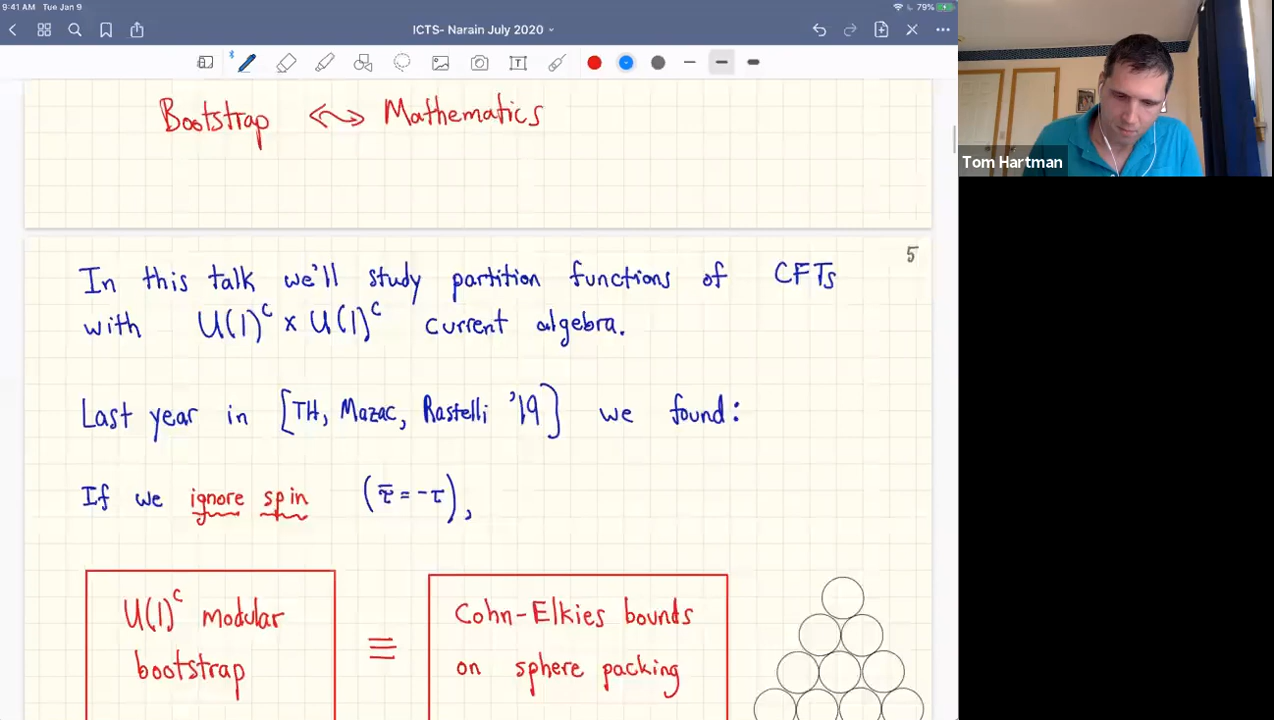 9:41 AM Tue Jan 9
79%
ICTS- Narain July 2020
Bootstrap ↔ Mathematics
5
In this talk we'll study partition functions of CFTs
with U(1)^c × U(1)^c current algebra.
Last year in [TH, Mazac, Rastelli '19] we found:
If we ignore spin (τ̄ = -τ),
U(1)^c modular
bootstrap
≡
Cohn-Elkies bounds
on sphere packing
Tom Hartman